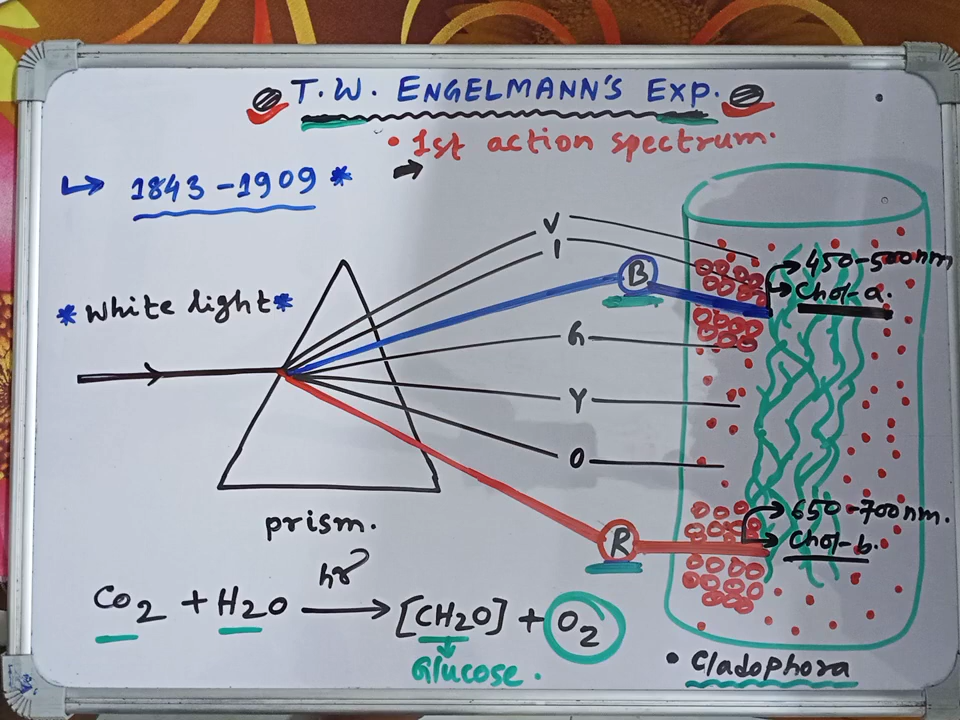 T.W. ENGELMANN'S EXP.
• 1st action spectrum.
↳ 1843-1909 *
→
* White light *
V
I
B
G
Y
O
R
450-500nm
Chol-a.
650-700nm.
Chol-b.
prism.
hν
CO2 + H2O → [CH2O] + O2
Glucose.
• Cladophora